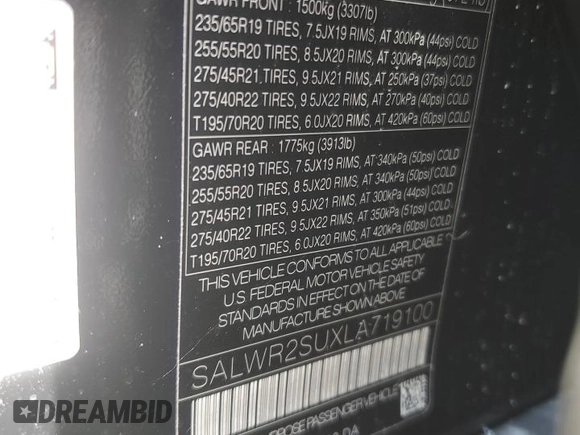 GAWR FRONT: 1500kg (3307lb)
235/65R19 TIRES, 7.5JX19 RIMS, AT 300kPa (44psi) COLD
255/55R20 TIRES, 8.5JX20 RIMS, AT 300kPa (44psi) COLD
275/45R21 TIRES, 9.5JX21 RIMS, AT 250kPa (37psi) COLD
275/40R22 TIRES, 9.5JX22 RIMS, AT 270kPa (40psi) COLD
T195/70R20 TIRES, 6.0JX20 RIMS, AT 420kPa (60psi) COLD
GAWR REAR: 1775kg (3913lb)
235/65R19 TIRES, 7.5JX19 RIMS, AT 340kPa (50psi) COLD
255/55R20 TIRES, 8.5JX20 RIMS, AT 340kPa (50psi) COLD
275/45R21 TIRES, 9.5JX21 RIMS, AT 300kPa (44psi) COLD
275/40R22 TIRES, 9.5JX22 RIMS, AT 350kPa (51psi) COLD
T195/70R20 TIRES, 6.0JX20 RIMS, AT 420kPa (60psi) COLD
THIS VEHICLE CONFORMS TO ALL APPLICABLE
U.S FEDERAL MOTOR VEHICLE SAFETY
STANDARDS IN EFFECT ON THE DATE OF
MANUFACTURE SHOWN ABOVE.
SALWR2SUXLA719100
PASSENGER VEHICLE
DREAMBID